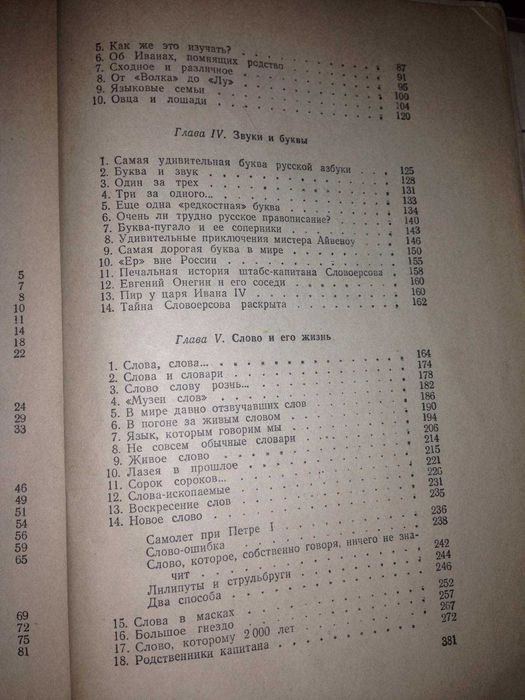 5
7
8
10
11
14
18
22
24
29
33
46
49
51
54
56
59
65
69
72
75
81
5. Как же это изучать? 87
6. Об Иванах, помнящих родство 91
7. Сходное и различное 95
8. От «Волка» до «Лу» 100
9. Языковые семьи 104
10. Овца и лошади 120
Глава IV. Звуки и буквы
1. Самая удивительная буква русской азбуки 125
2. Буква и звук 128
3. Один за трех 131
4. Три за одного... 133
5. Еще одна «редкостная» буква 134
6. Очень ли трудно русское правописание? 140
7. Буква-пугало и ее соперники 143
8. Удивительные приключения мистера Айвеноу 146
9. Самая дорогая буква в мире 150
10. «Ер» вне России 155
11. Печальная история штабс-капитана Словоерсова 158
12. Евгений Онегин и его соседи 160
13. Пир у царя Ивана IV 160
14. Тайна Словоерсова раскрыта 162
Глава V. Слово и его жизнь
1. Слова, слова... 164
2. Слова и словари 174
3. Слово слову рознь... 178
4. «Музеи слов» 182
5. В мире давно отзвучавших слов 186
6. В погоне за живым словом 190
7. Язык, которым говорим мы 194
8. Не совсем обычные словари 206
9. Живое слово 214
10. Лазея в прошлое 215
11. Сорок сороков... 221
12. Слова-ископаемые 226
13. Воскресение слов 231
14. Новое слово 235
Самолет при Петре I 236
Слово-ошибка 238
Слово, которое, собственно говоря, ничего не зна-
чит 242
Лилипуты и струльбруги 244
Два способа 246
15. Слова в масках 252
16. Большое гнездо 257
17. Слово, которому 2 000 лет 267
18. Родственники капитана 272
381